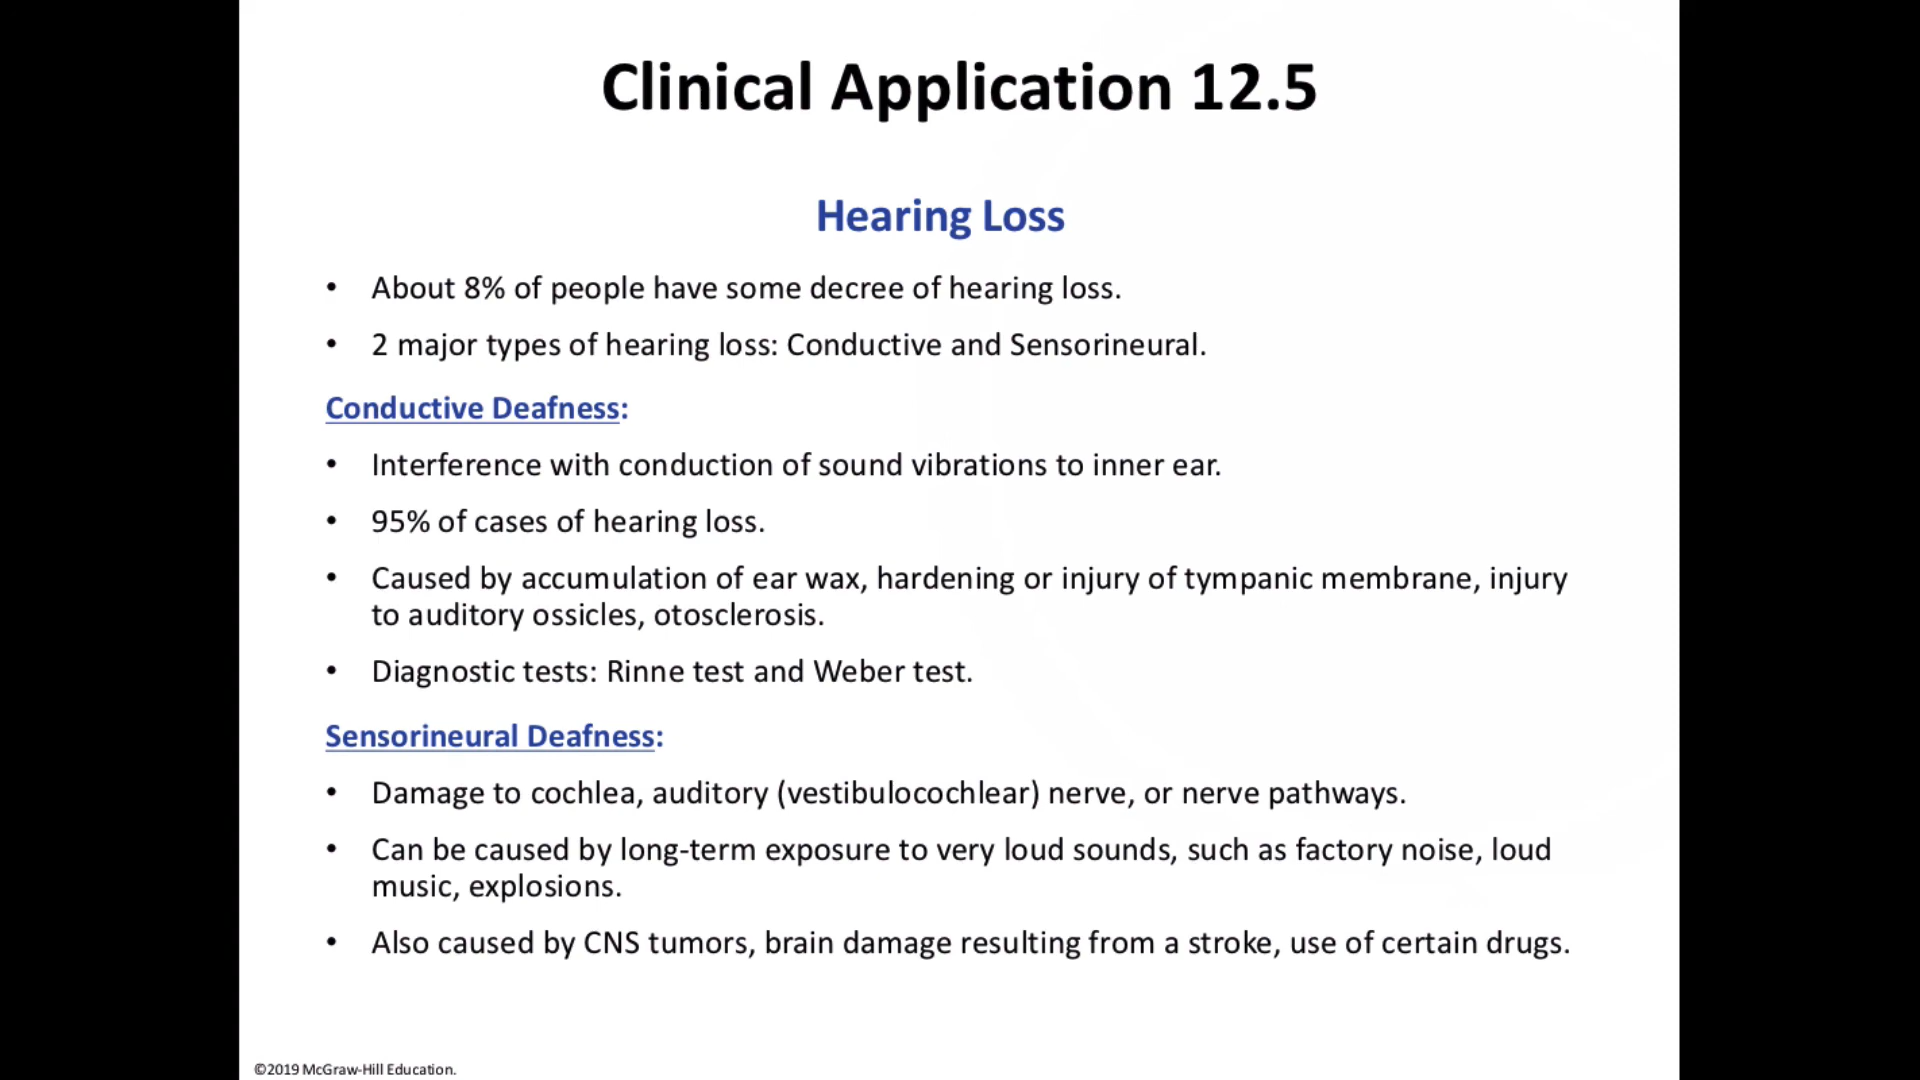 Clinical Application 12.5
Hearing Loss
• About 8% of people have some decree of hearing loss.
• 2 major types of hearing loss: Conductive and Sensorineural.
Conductive Deafness:
• Interference with conduction of sound vibrations to inner ear.
• 95% of cases of hearing loss.
• Caused by accumulation of ear wax, hardening or injury of tympanic membrane, injury
to auditory ossicles, otosclerosis.
• Diagnostic tests: Rinne test and Weber test.
Sensorineural Deafness:
• Damage to cochlea, auditory (vestibulocochlear) nerve, or nerve pathways.
• Can be caused by long-term exposure to very loud sounds, such as factory noise, loud
music, explosions.
• Also caused by CNS tumors, brain damage resulting from a stroke, use of certain drugs.
©2019 McGraw-Hill Education.